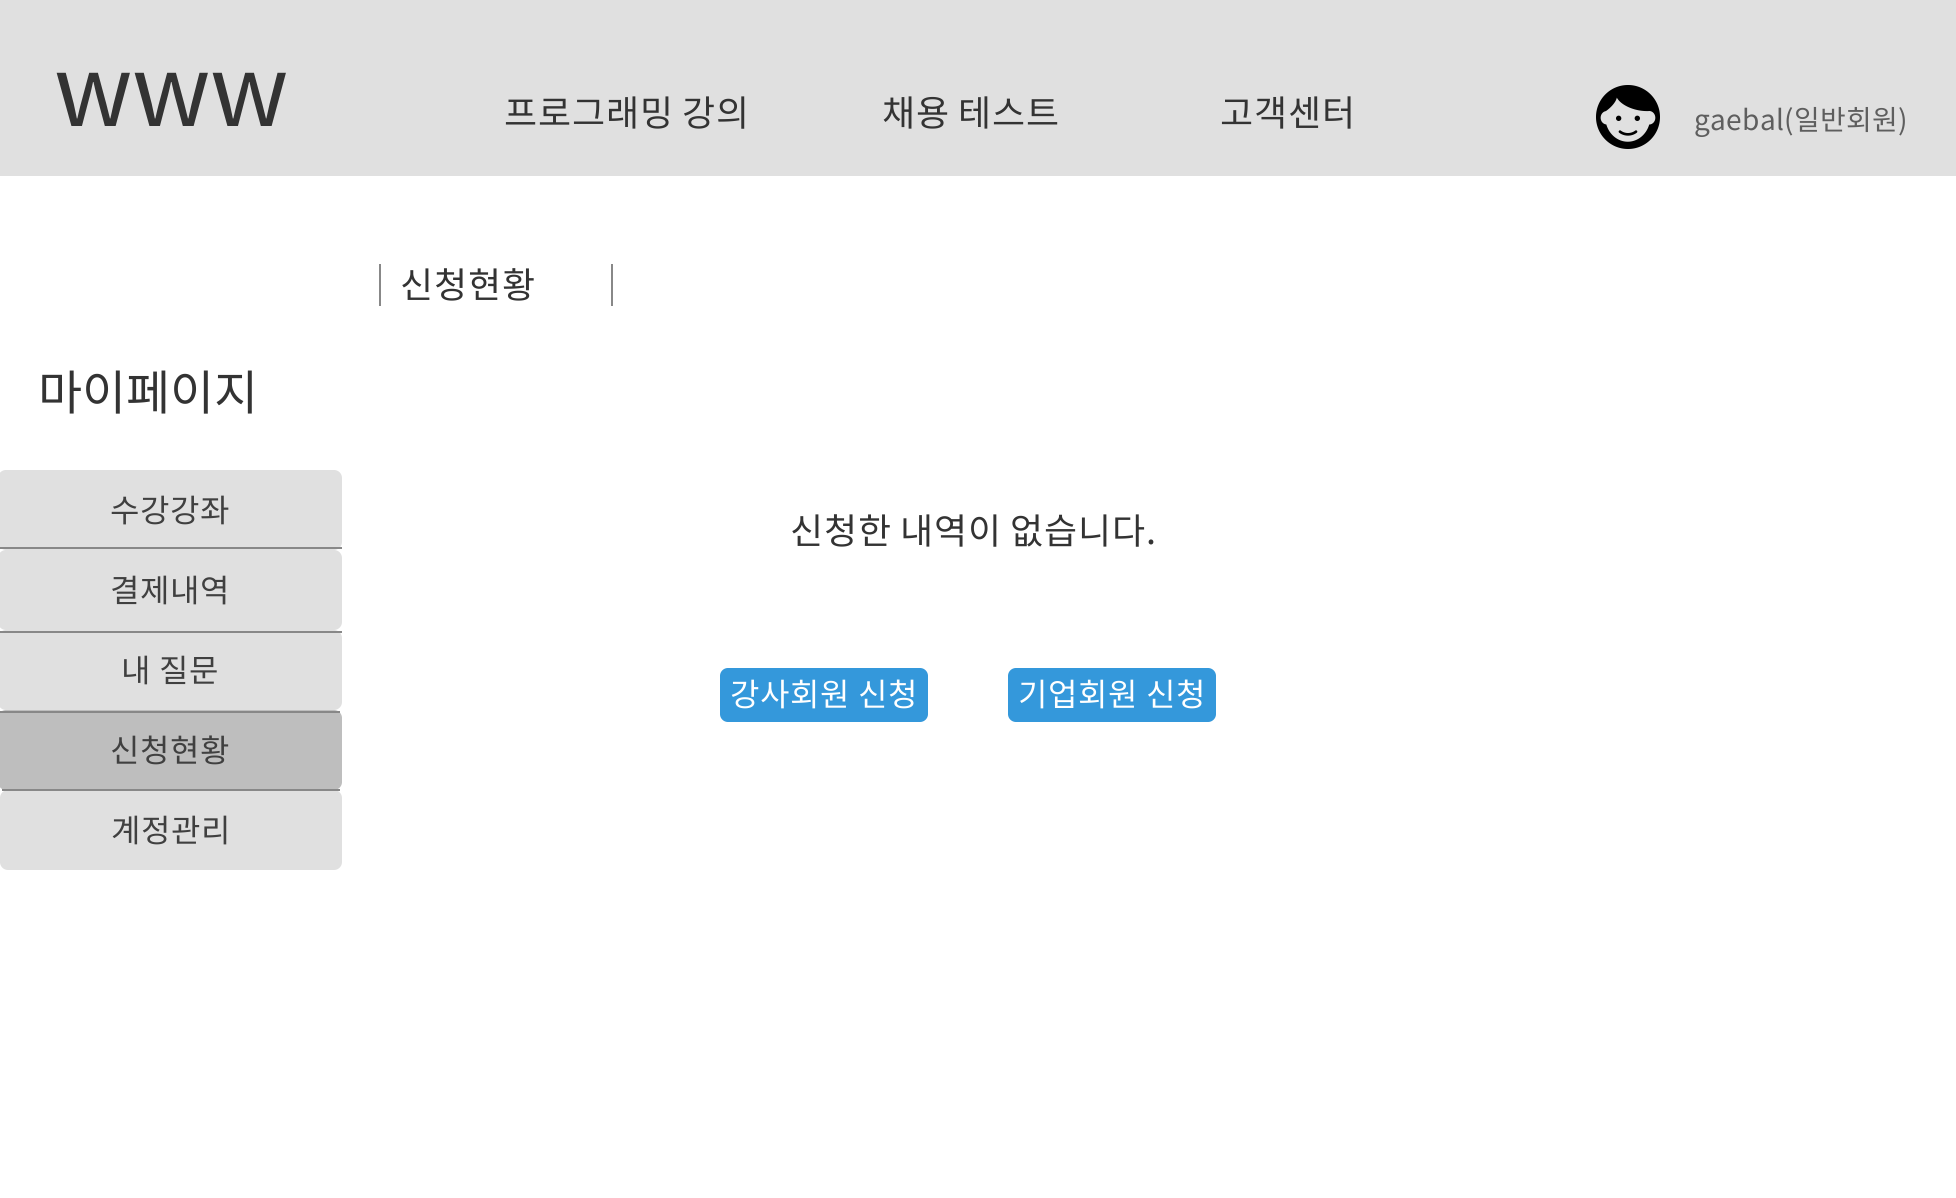 WWW
프로그래밍 강의
채용 테스트
고객센터
gaebal(일반회원)
신청현황
마이페이지
수강강좌
결제내역
내 질문
신청현황
계정관리
신청한 내역이 없습니다.
강사회원 신청
기업회원 신청